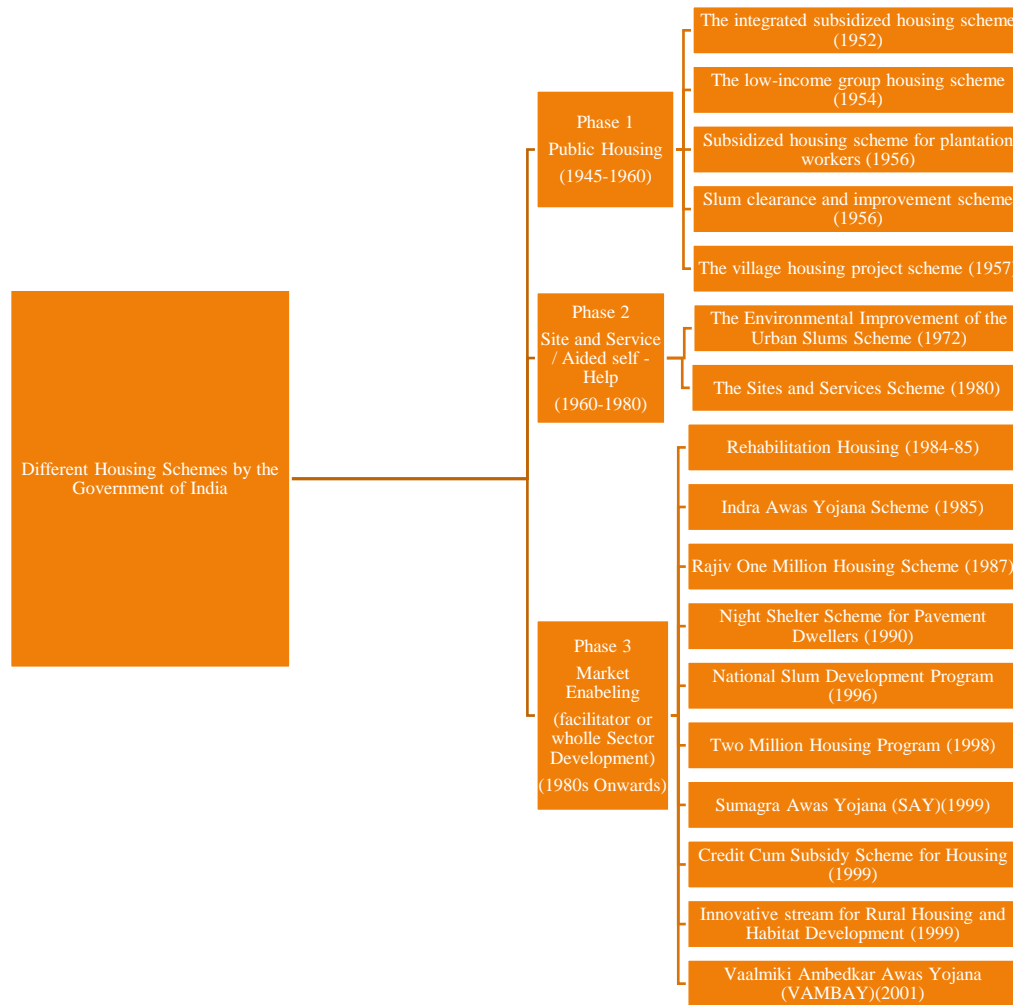 Different Housing Schemes by the
Government of India
Phase 1
Public Housing
(1945-1960)
The integrated subsidized housing scheme
(1952)
The low-income group housing scheme
(1954)
Subsidized housing scheme for plantation
workers (1956)
Slum clearance and improvement scheme
(1956)
The village housing project scheme (1957)
Phase 2
Site and Service
/ Aided self -
Help
(1960-1980)
The Environmental Improvement of the
Urban Slums Scheme (1972)
The Sites and Services Scheme (1980)
Phase 3
Market
Enabeling
(facilitator or
wholle Sector
Development)
(1980s Onwards)
Rehabilitation Housing (1984-85)
Indra Awas Yojana Scheme (1985)
Rajiv One Million Housing Scheme (1987)
Night Shelter Scheme for Pavement
Dwellers (1990)
National Slum Development Program
(1996)
Two Million Housing Program (1998)
Sumagra Awas Yojana (SAY)(1999)
Credit Cum Subsidy Scheme for Housing
(1999)
Innovative stream for Rural Housing and
Habitat Development (1999)
Vaalmiki Ambedkar Awas Yojana
(VAMBAY)(2001)